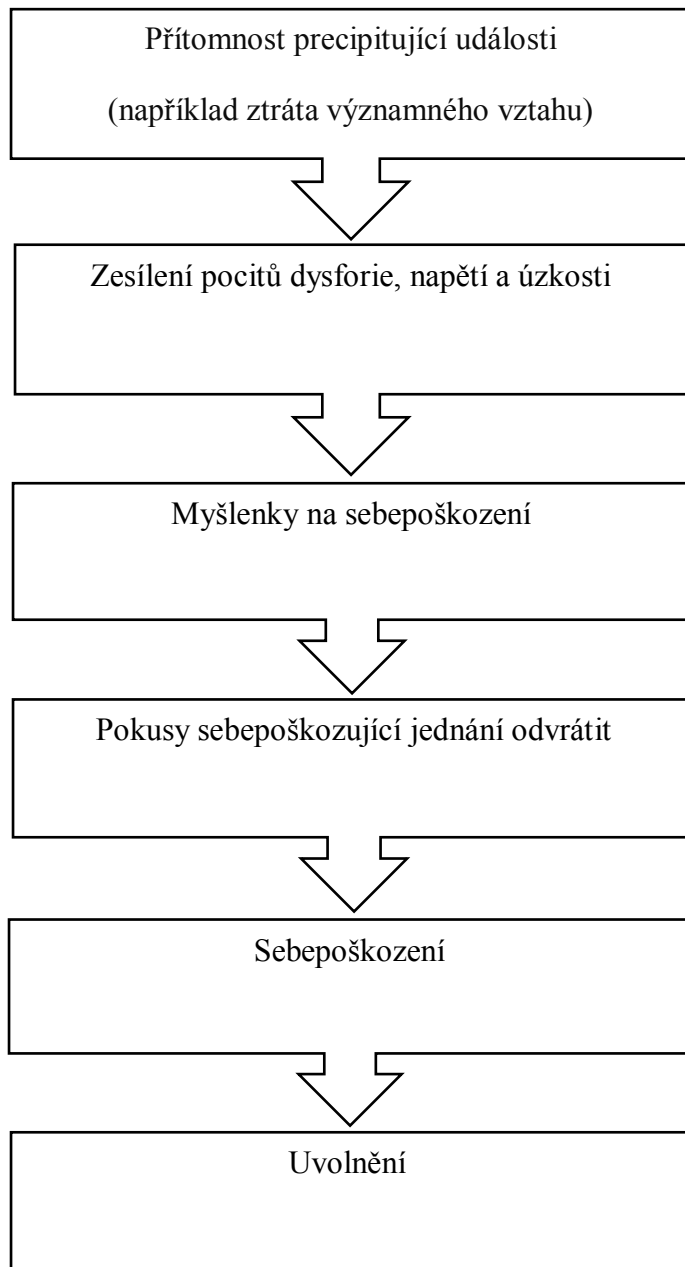 Přítomnost precipitující události
(například ztráta významného vztahu)
Zesílení pocitů dysforie, napětí a úzkosti
Myšlenky na sebepoškození
Pokusy sebepoškozující jednání odvrátit
Sebepoškození
Uvolnění